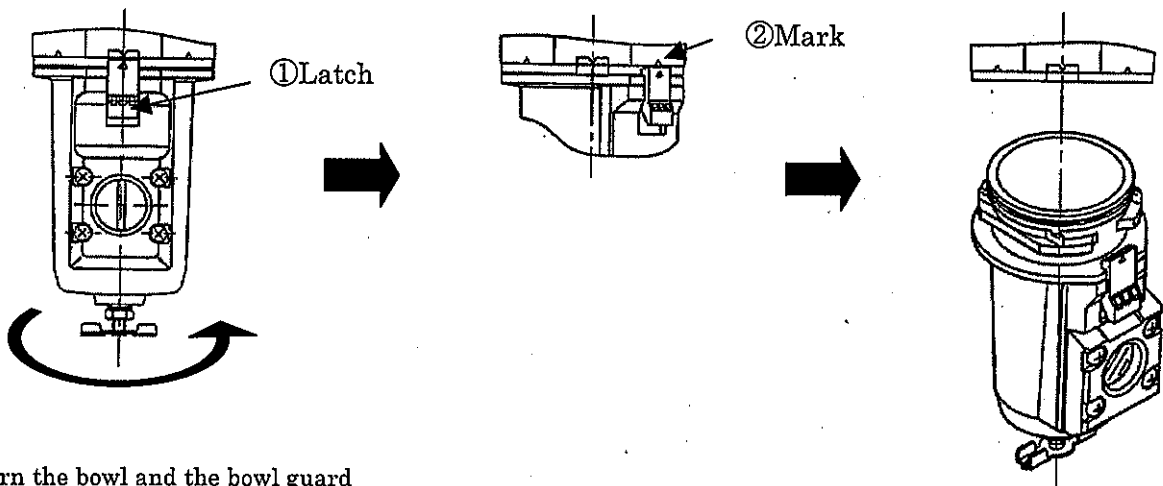 ①Latch
②Mark
rn the bowl and the bowl guard